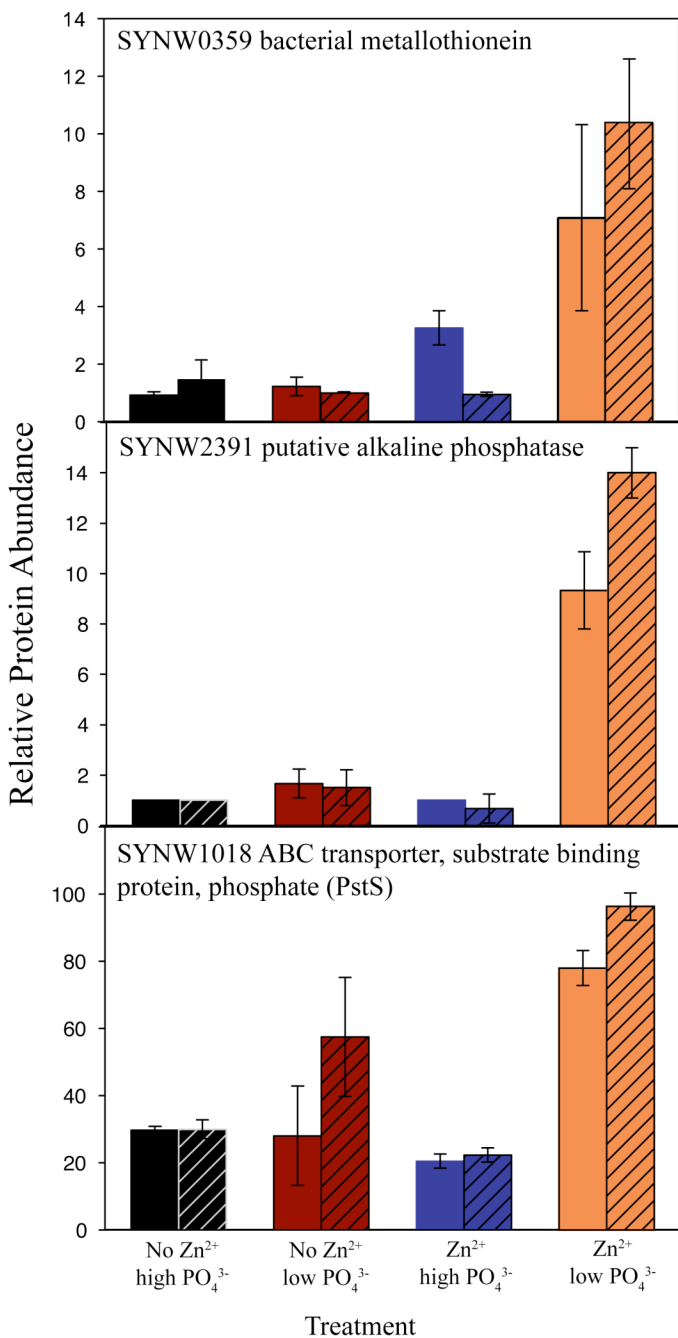 Relative Protein Abundance
SYNW0359 bacterial metallothionein
14
12
10
8
6
4
2
0
SYNW2391 putative alkaline phosphatase
14
12
10
8
6
4
2
0
SYNW1018 ABC transporter, substrate binding
protein, phosphate (PstS)
100
80
60
40
20
0
No Zn²⁺
high PO₄³⁻
No Zn²⁺
low PO₄³⁻
Zn²⁺
high PO₄³⁻
Zn²⁺
low PO₄³⁻
Treatment